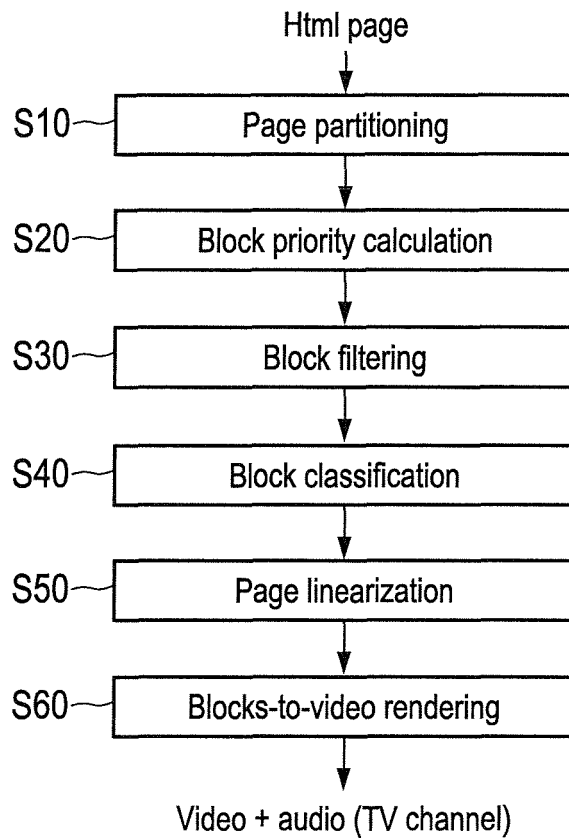 Html page
S10 Page partitioning
S20 Block priority calculation
S30 Block filtering
S40 Block classification
S50 Page linearization
S60 Blocks-to-video rendering
Video + audio (TV channel)